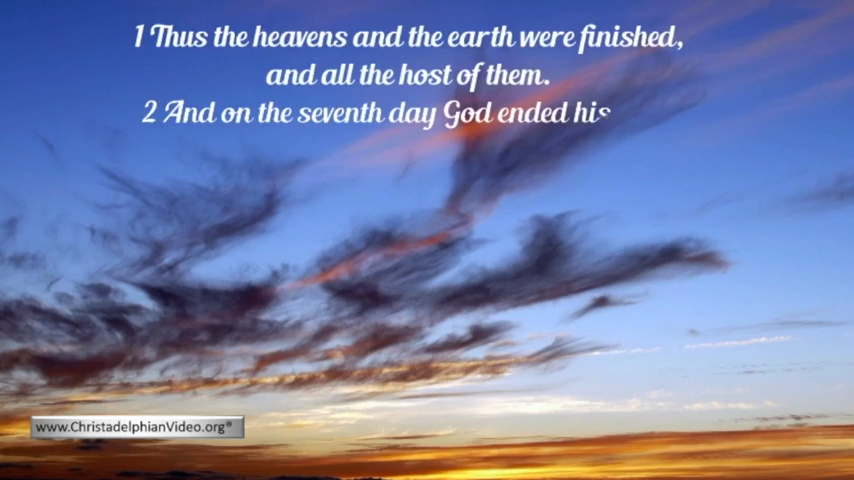 1 Thus the heavens and the earth were finished,
and all the host of them.
2 And on the seventh day God ended his
www.ChristadelphianVideo.org®